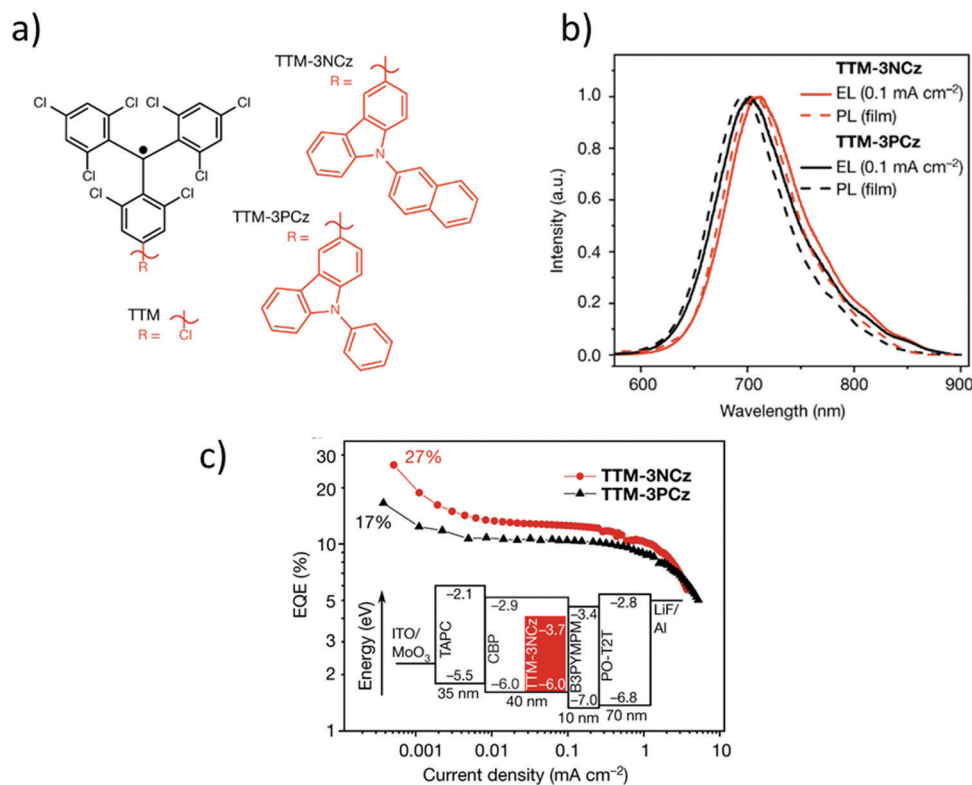 a)
TTM-3NCz
R =
N
Cl
Cl
Cl
Cl
Cl
Cl
Cl
Cl
R
TTM-3PCz
R =
N
TTM
R =
Cl
b)
TTM-3NCz
EL (0.1 mA cm⁻²)
PL (film)
TTM-3PCz
EL (0.1 mA cm⁻²)
PL (film)
Intensity (a.u.)
1.0
0.8
0.6
0.4
0.2
0.0
600 700 800 900
Wavelength (nm)
c)
27%
17%
TTM-3NCz
TTM-3PCz
EQE (%)
30
20
10
5
2
1
Energy (eV)
ITO/
MoO₃
TAPC
−2.1
−5.5
35 nm
CBP
−2.9
−6.0
40 nm
TTM-3NCz
−3.7
−6.0
B3PYMPM
−3.4
−7.0
10 nm
PO-T2T
−2.8
−6.8
70 nm
LiF/
Al
0.001 0.01 0.1 1 10
Current density (mA cm⁻²)